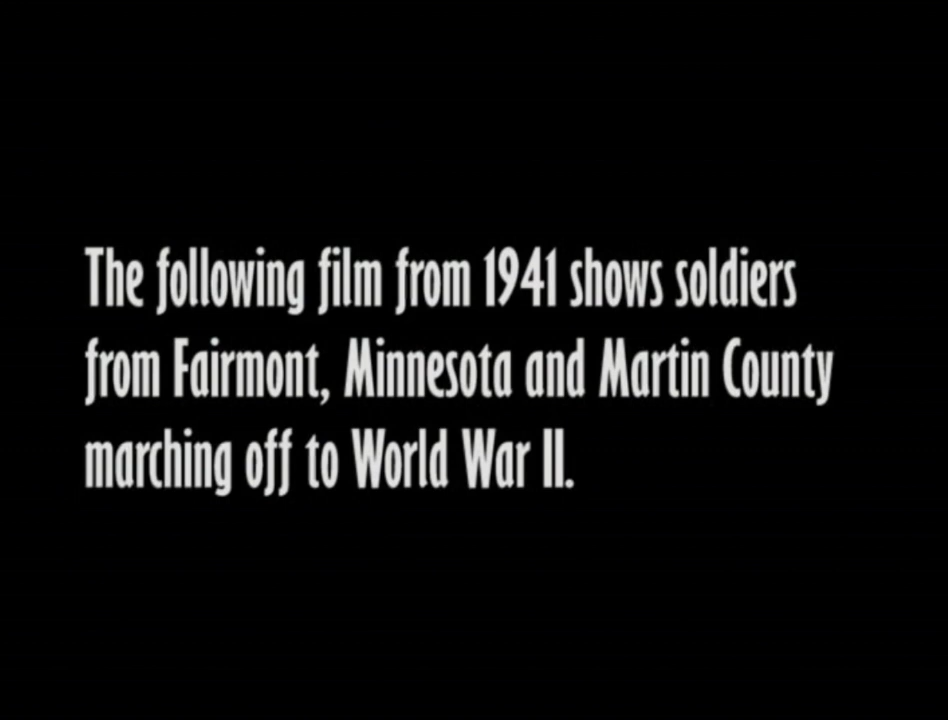 The following film from 1941 shows soldiers
from Fairmont, Minnesota and Martin County
marching off to World War II.